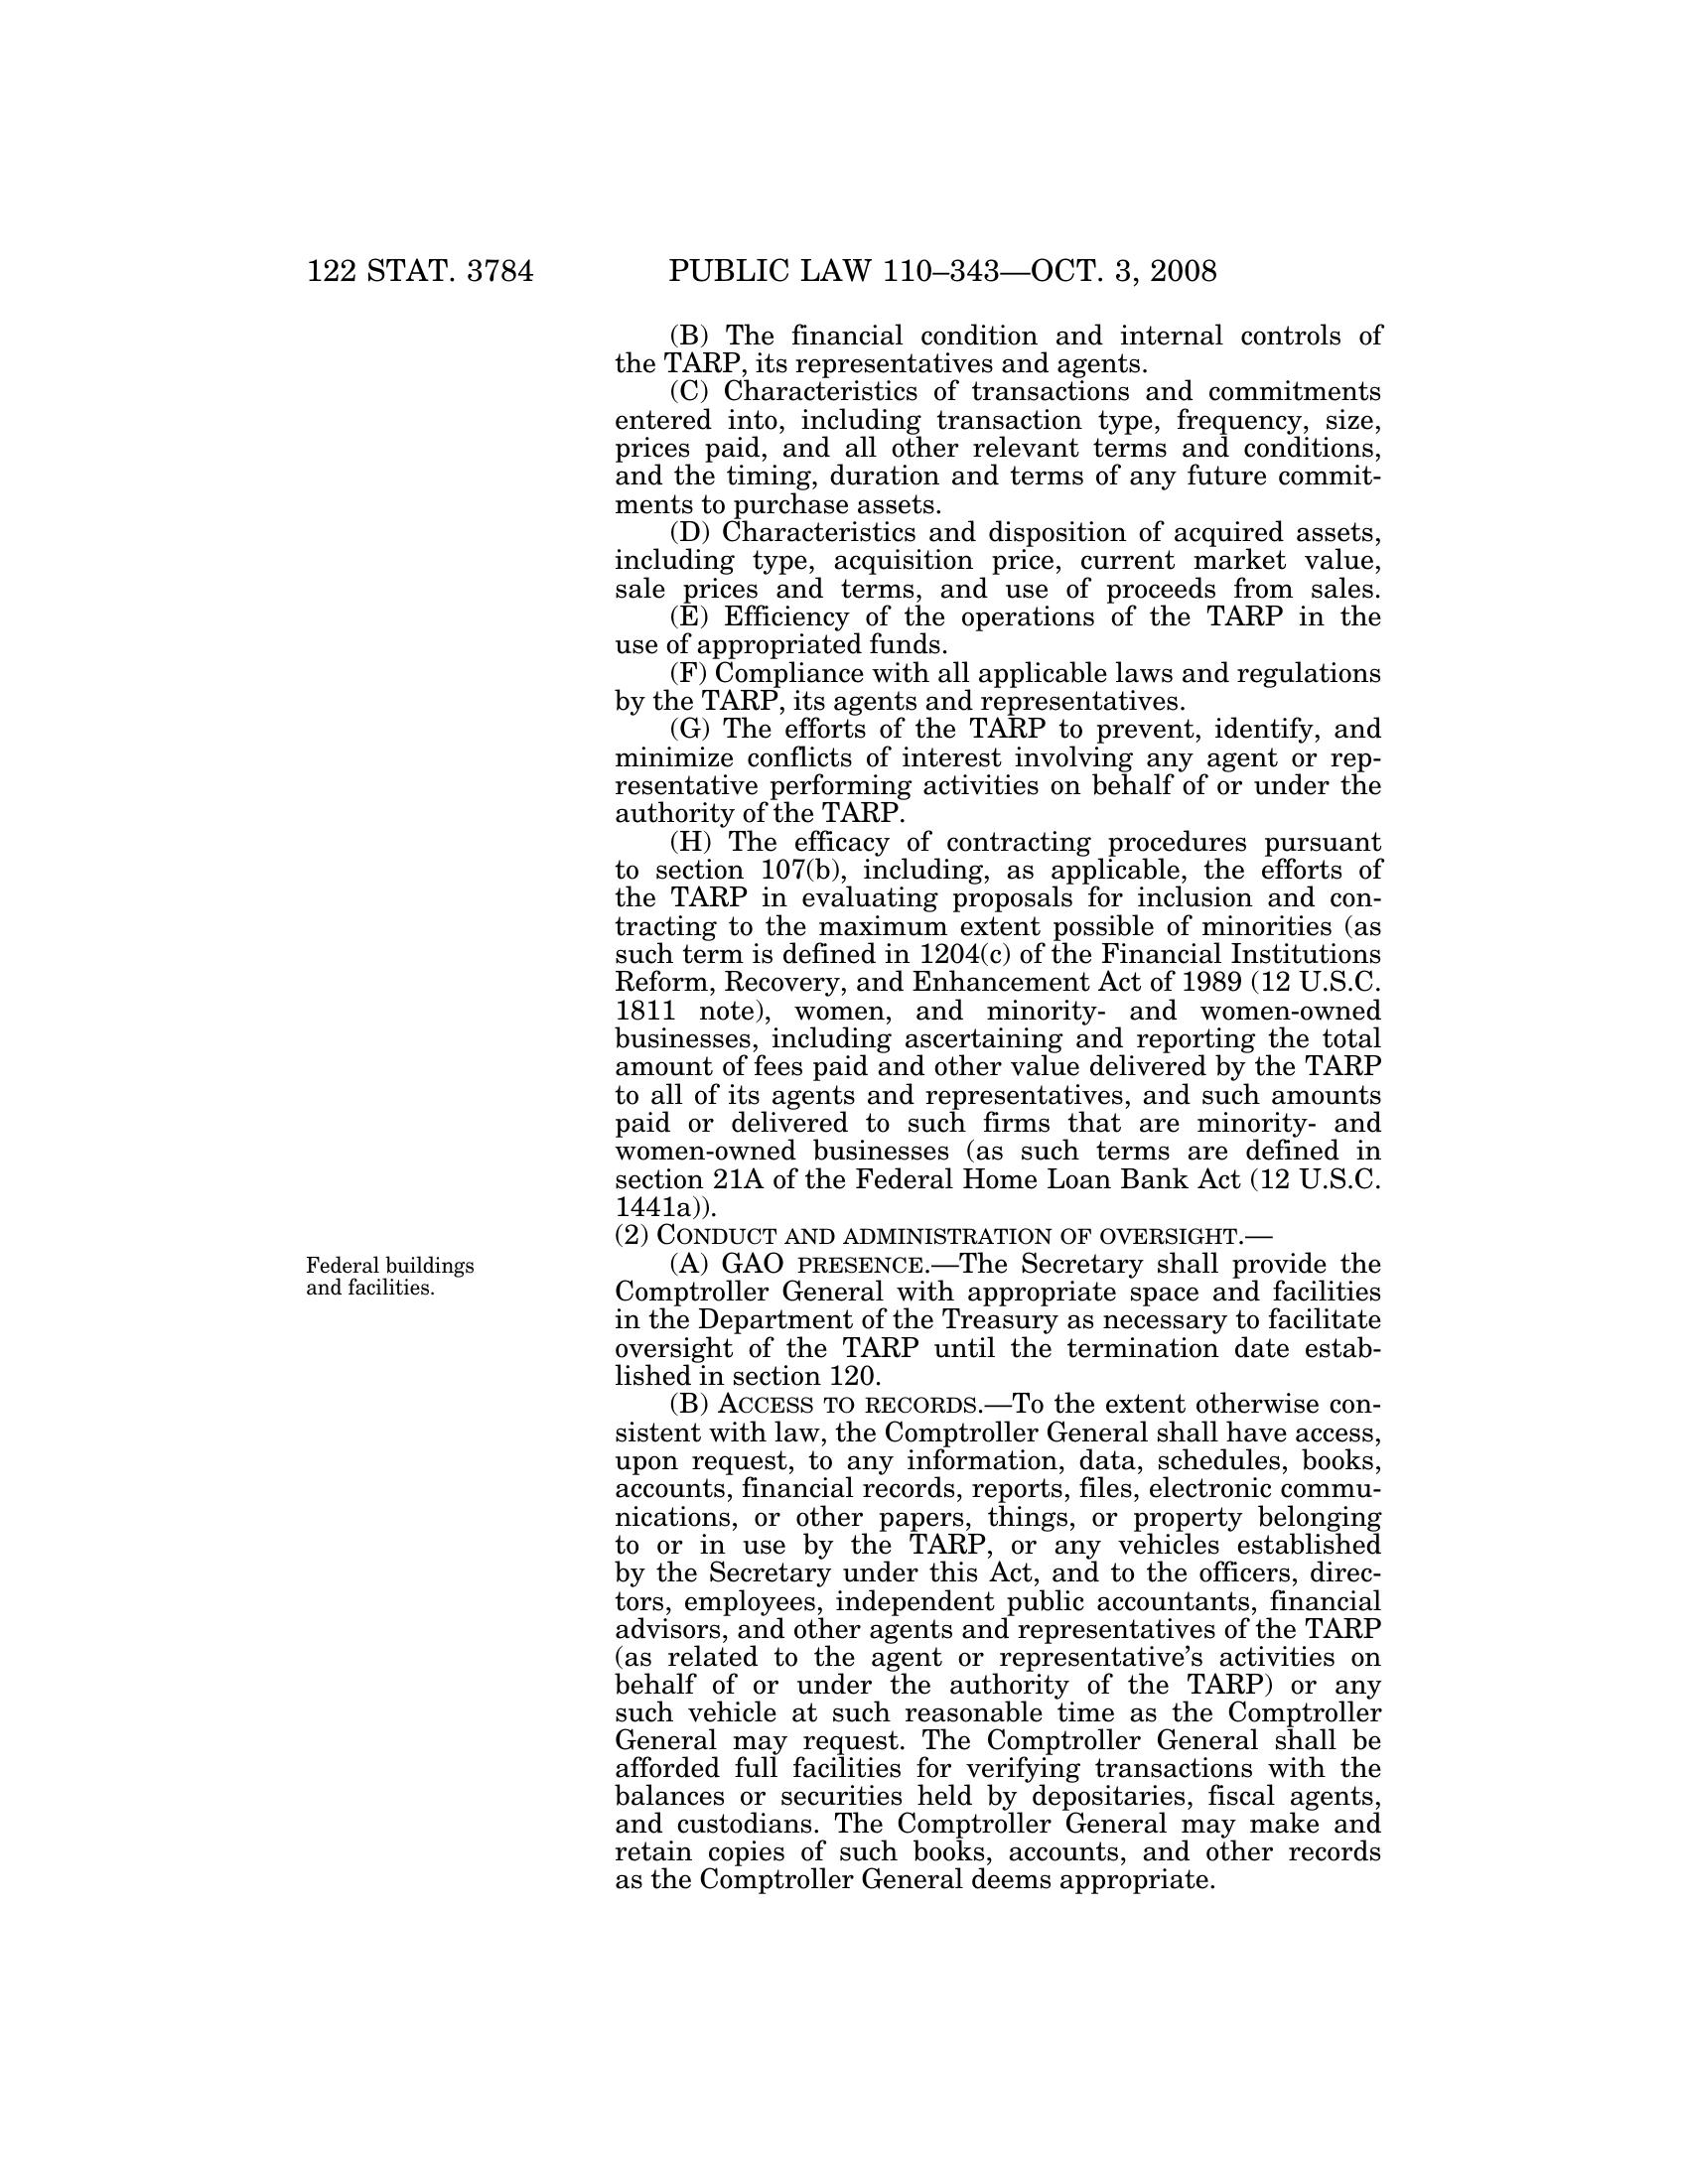 122 STAT. 3784 PUBLIC LAW 110–343—OCT. 3, 2008
(B) The financial condition and internal controls of
the TARP, its representatives and agents.
(C) Characteristics of transactions and commitments
entered into, including transaction type, frequency, size,
prices paid, and all other relevant terms and conditions,
and the timing, duration and terms of any future commit-
ments to purchase assets.
(D) Characteristics and disposition of acquired assets,
including type, acquisition price, current market value,
sale prices and terms, and use of proceeds from sales.
(E) Efficiency of the operations of the TARP in the
use of appropriated funds.
(F) Compliance with all applicable laws and regulations
by the TARP, its agents and representatives.
(G) The efforts of the TARP to prevent, identify, and
minimize conflicts of interest involving any agent or rep-
resentative performing activities on behalf of or under the
authority of the TARP.
(H) The efficacy of contracting procedures pursuant
to section 107(b), including, as applicable, the efforts of
the TARP in evaluating proposals for inclusion and con-
tracting to the maximum extent possible of minorities (as
such term is defined in 1204(c) of the Financial Institutions
Reform, Recovery, and Enhancement Act of 1989 (12 U.S.C.
1811 note), women, and minority- and women-owned
businesses, including ascertaining and reporting the total
amount of fees paid and other value delivered by the TARP
to all of its agents and representatives, and such amounts
paid or delivered to such firms that are minority- and
women-owned businesses (as such terms are defined in
section 21A of the Federal Home Loan Bank Act (12 U.S.C.
1441a)).
(2) CONDUCT AND ADMINISTRATION OF OVERSIGHT.—
Federal buildings
and facilities.
(A) GAO PRESENCE.—The Secretary shall provide the
Comptroller General with appropriate space and facilities
in the Department of the Treasury as necessary to facilitate
oversight of the TARP until the termination date estab-
lished in section 120.
(B) ACCESS TO RECORDS.—To the extent otherwise con-
sistent with law, the Comptroller General shall have access,
upon request, to any information, data, schedules, books,
accounts, financial records, reports, files, electronic commu-
nications, or other papers, things, or property belonging
to or in use by the TARP, or any vehicles established
by the Secretary under this Act, and to the officers, direc-
tors, employees, independent public accountants, financial
advisors, and other agents and representatives of the TARP
(as related to the agent or representative’s activities on
behalf of or under the authority of the TARP) or any
such vehicle at such reasonable time as the Comptroller
General may request. The Comptroller General shall be
afforded full facilities for verifying transactions with the
balances or securities held by depositaries, fiscal agents,
and custodians. The Comptroller General may make and
retain copies of such books, accounts, and other records
as the Comptroller General deems appropriate.